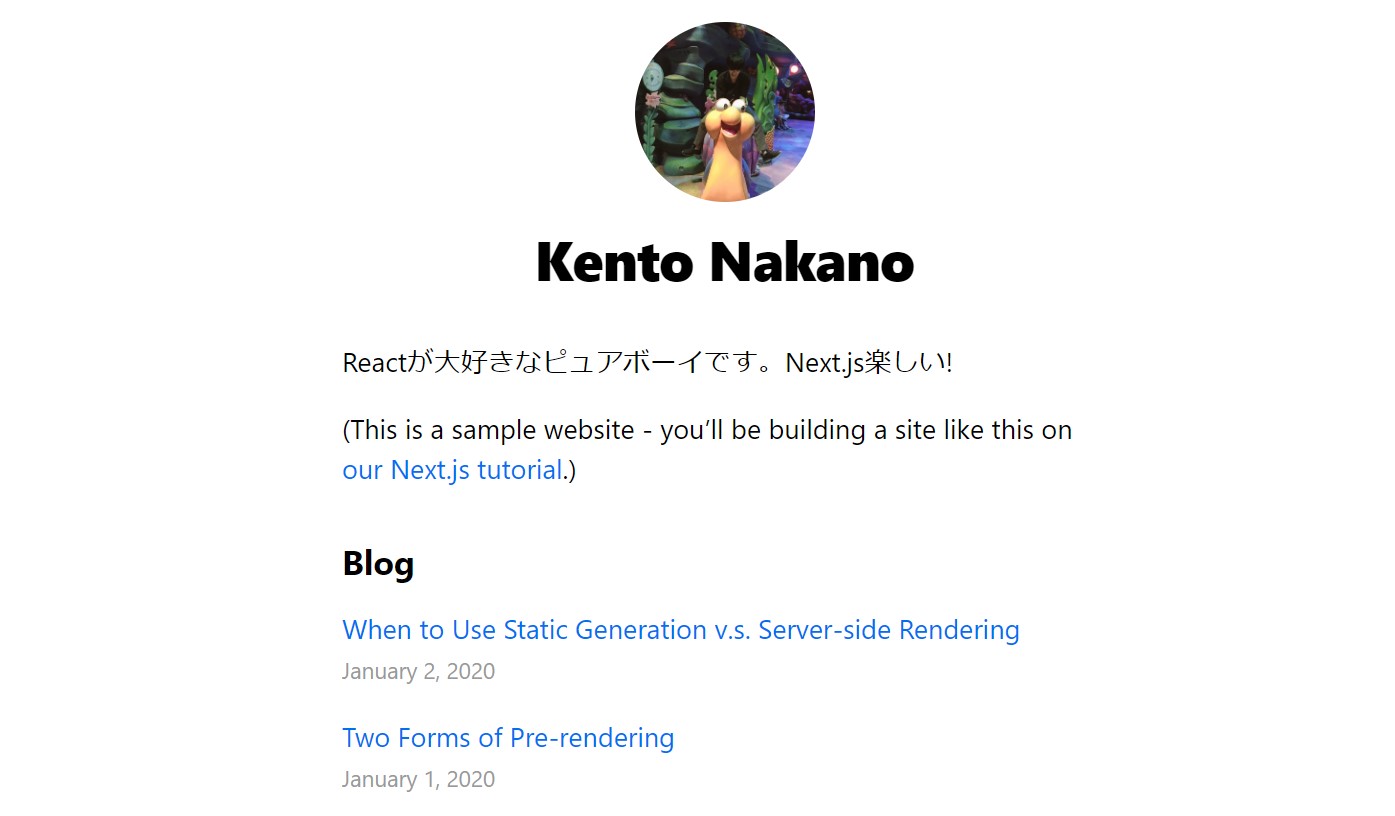 Kento Nakano
Reactが大好きなピュアボーイです。Next.js楽しい!
(This is a sample website - you’ll be building a site like this on
our Next.js tutorial.)
Blog
When to Use Static Generation v.s. Server-side Rendering
January 2, 2020
Two Forms of Pre-rendering
January 1, 2020